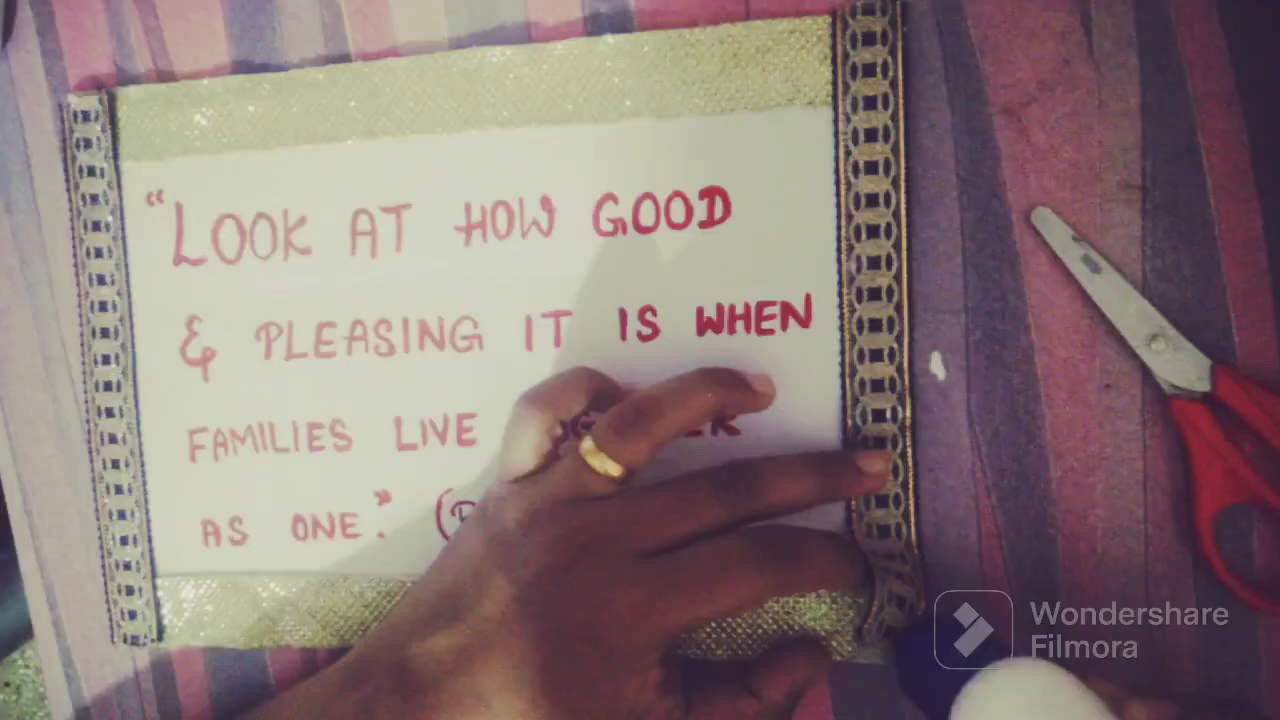 “LOOK AT HOW GOOD
& PLEASING IT IS WHEN
FAMILIES LIVE
AS ONE.” (
Wondershare
Filmora